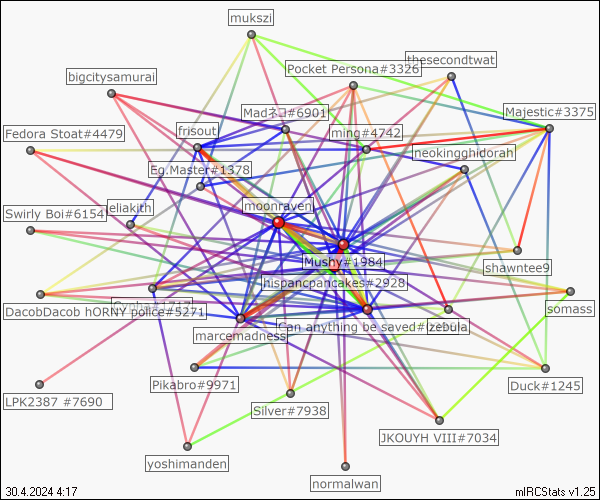 mukszi
thesecondtwat
Pocket Persona#3326
bigcitysamurai
Madネコ#6901
Majestic#3375
frisout
ming#4742
Fedora Stoat#4479
neokingghidorah
Eg.Master#1378
moonraven
eliakith
Swirly Boi#6154
Mushy#1984
shawntee9
hispancpancakes#2928
DacobDacob hORNY police#5271
somass
Can anything be saved#
zebula
marcemadness
Pikabro#9971
Duck#1245
LPK2387 #7690
Silver#7938
JKOUYH VIII#7034
yoshimanden
normalwan
30.4.2024 4:17
mIRCStats v1.25